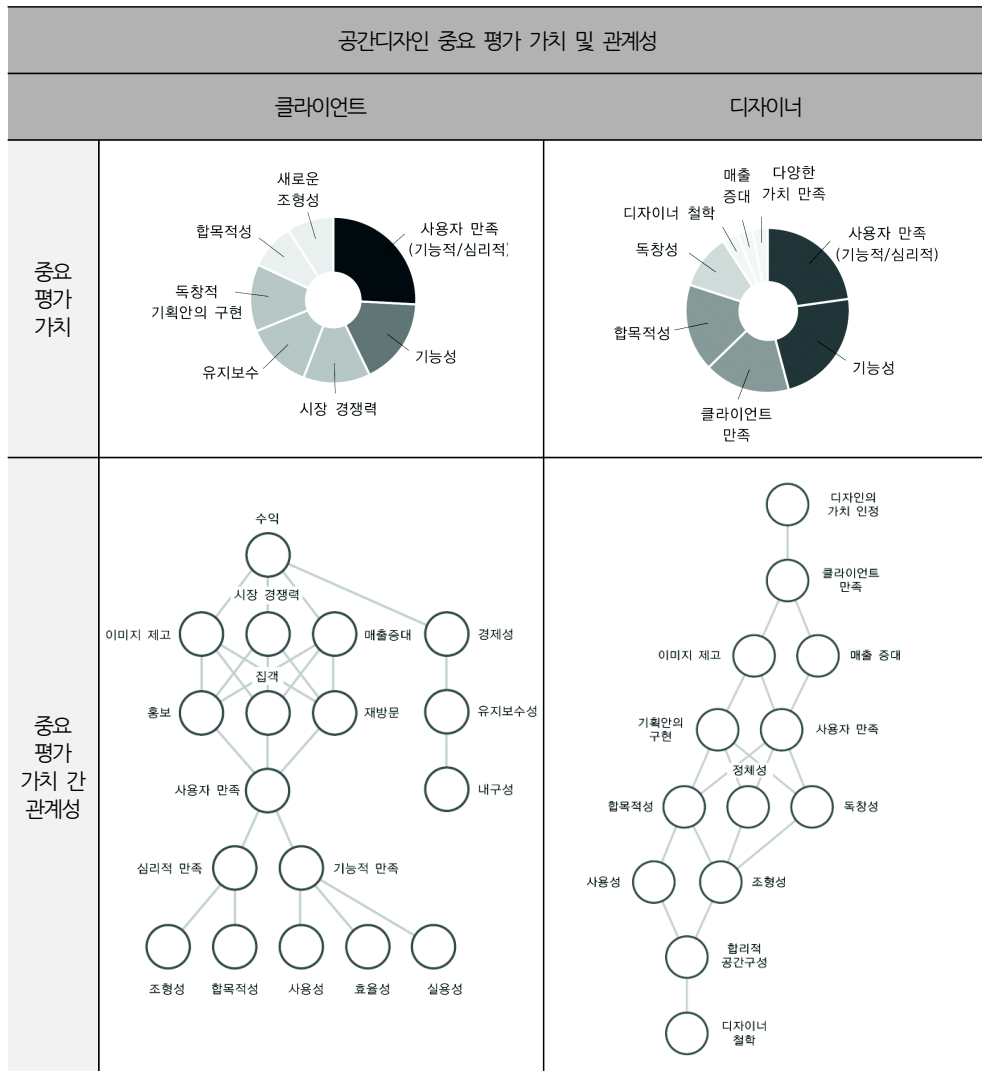 공간디자인 중요 평가 가치 및 관계성
클라이언트
디자이너
중요
평가
가치
새로운
조형성
합목적성
독창적
기획안의 구현
유지보수
시장 경쟁력
기능성
사용자 만족
(기능적/심리적)
매출
증대
다양한
가치 만족
디자이너 철학
독창성
합목적성
클라이언트
만족
기능성
사용자 만족
(기능적/심리적)
중요
평가
가치 간
관계성
수익
시장 경쟁력
이미지 제고
매출증대
경제성
집객
홍보
재방문
유지보수성
사용자 만족
내구성
심리적 만족
기능적 만족
조형성
합목적성
사용성
효율성
실용성
디자인의
가치 인정
클라이언트
만족
이미지 제고
매출 증대
기획안의
구현
사용자 만족
정체성
합목적성
독창성
사용성
조형성
합리적
공간구성
디자이너
철학